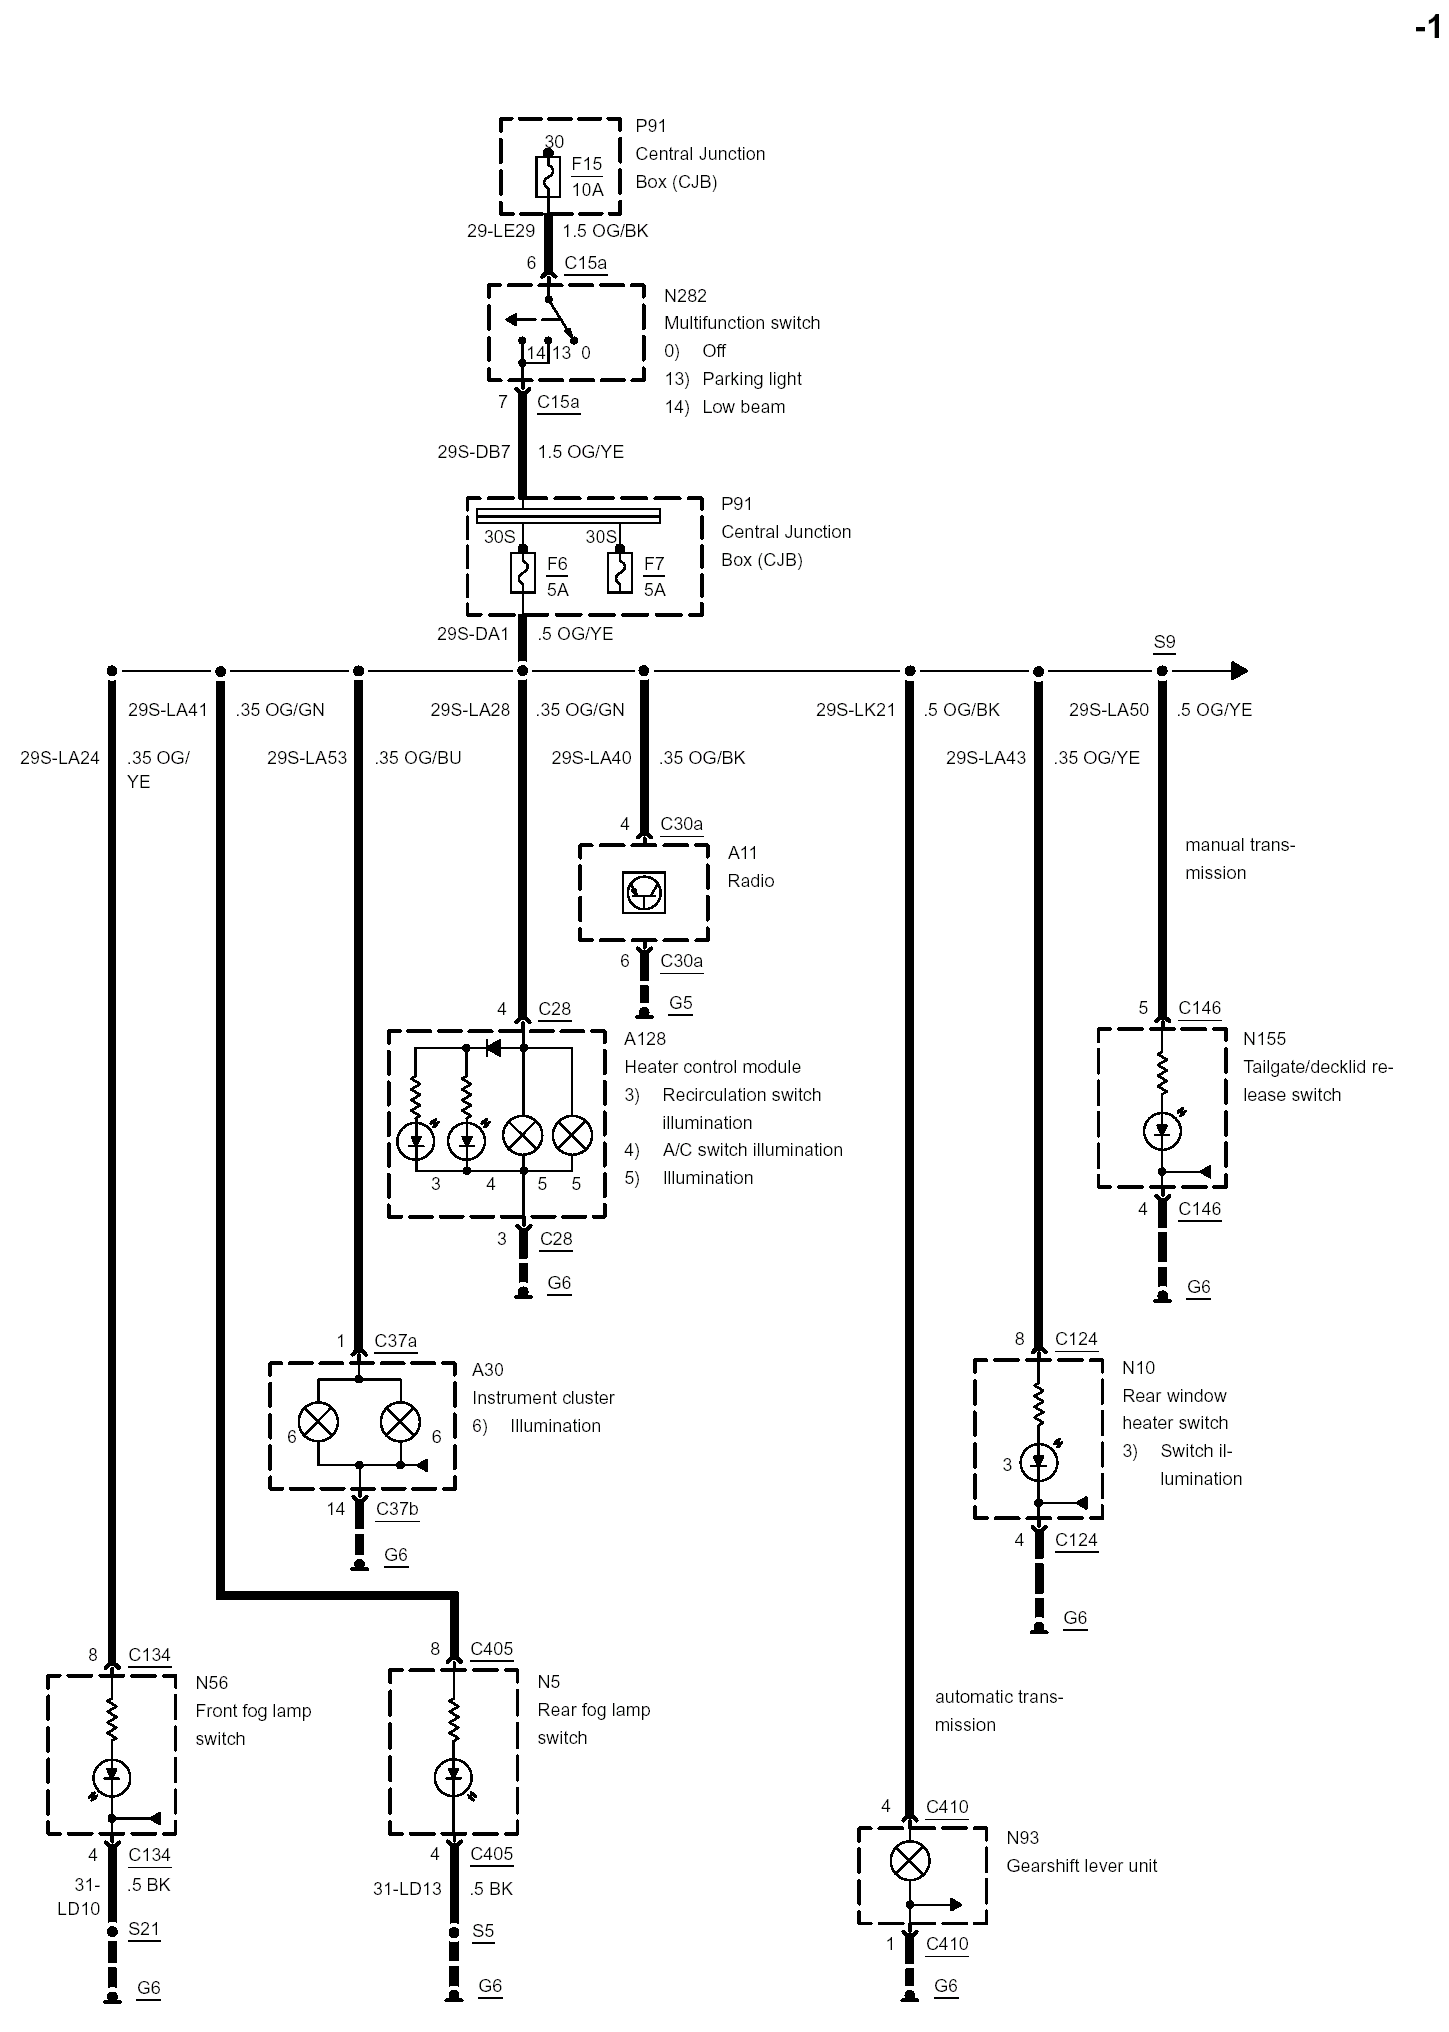 -1
P91
30
Central Junction
F15
10A
Box (CJB)
29-LE29 1.5 OG/BK
6 C15a
N282
Multifunction switch
0) Off
14 13 0
13) Parking light
14) Low beam
7 C15a
29S-DB7 1.5 OG/YE
P91
Central Junction
Box (CJB)
30S 30S
F6 F7
5A 5A
29S-DA1 .5 OG/YE
S9
29S-LA41 .35 OG/GN 29S-LA28 .35 OG/GN 29S-LK21 .5 OG/BK 29S-LA50 .5 OG/YE
29S-LA24 .35 OG/ 29S-LA53 .35 OG/BU 29S-LA40 .35 OG/BK 29S-LA43 .35 OG/YE
YE
4 C30a
manual trans-
mission
A11
Radio
6 C30a
G5
4 C28
5 C146
A128
Heater control module
3) Recirculation switch
illumination
4) A/C switch illumination
5) Illumination
3 4 5 5
N155
Tailgate/decklid re-
lease switch
4 C146
3 C28
G6
G6
1 C37a
8 C124
A30
Instrument cluster
6) Illumination
6 6
N10
Rear window
heater switch
3) Switch il-
lumination
3
14 C37b
4 C124
G6
G6
8 C134
8 C405
N56
Front fog lamp
switch
N5
Rear fog lamp
switch
automatic trans-
mission
4 C410
N93
Gearshift lever unit
4 C134
4 C405
31- .5 BK
LD10
31-LD13 .5 BK
S21
S5
1 C410
G6
G6
G6